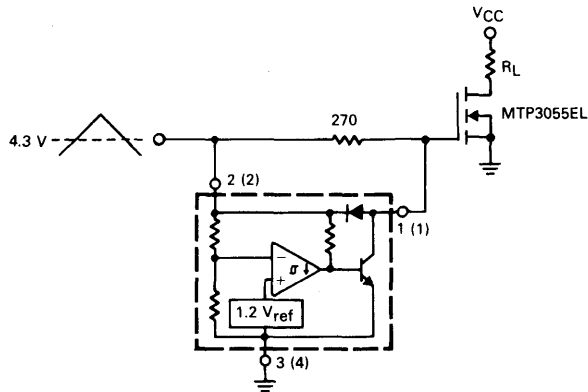 VCC
RL
MTP3055EL
270
4.3 V
2 (2)
1 (1)
−
+
1.2 Vref
3 (4)